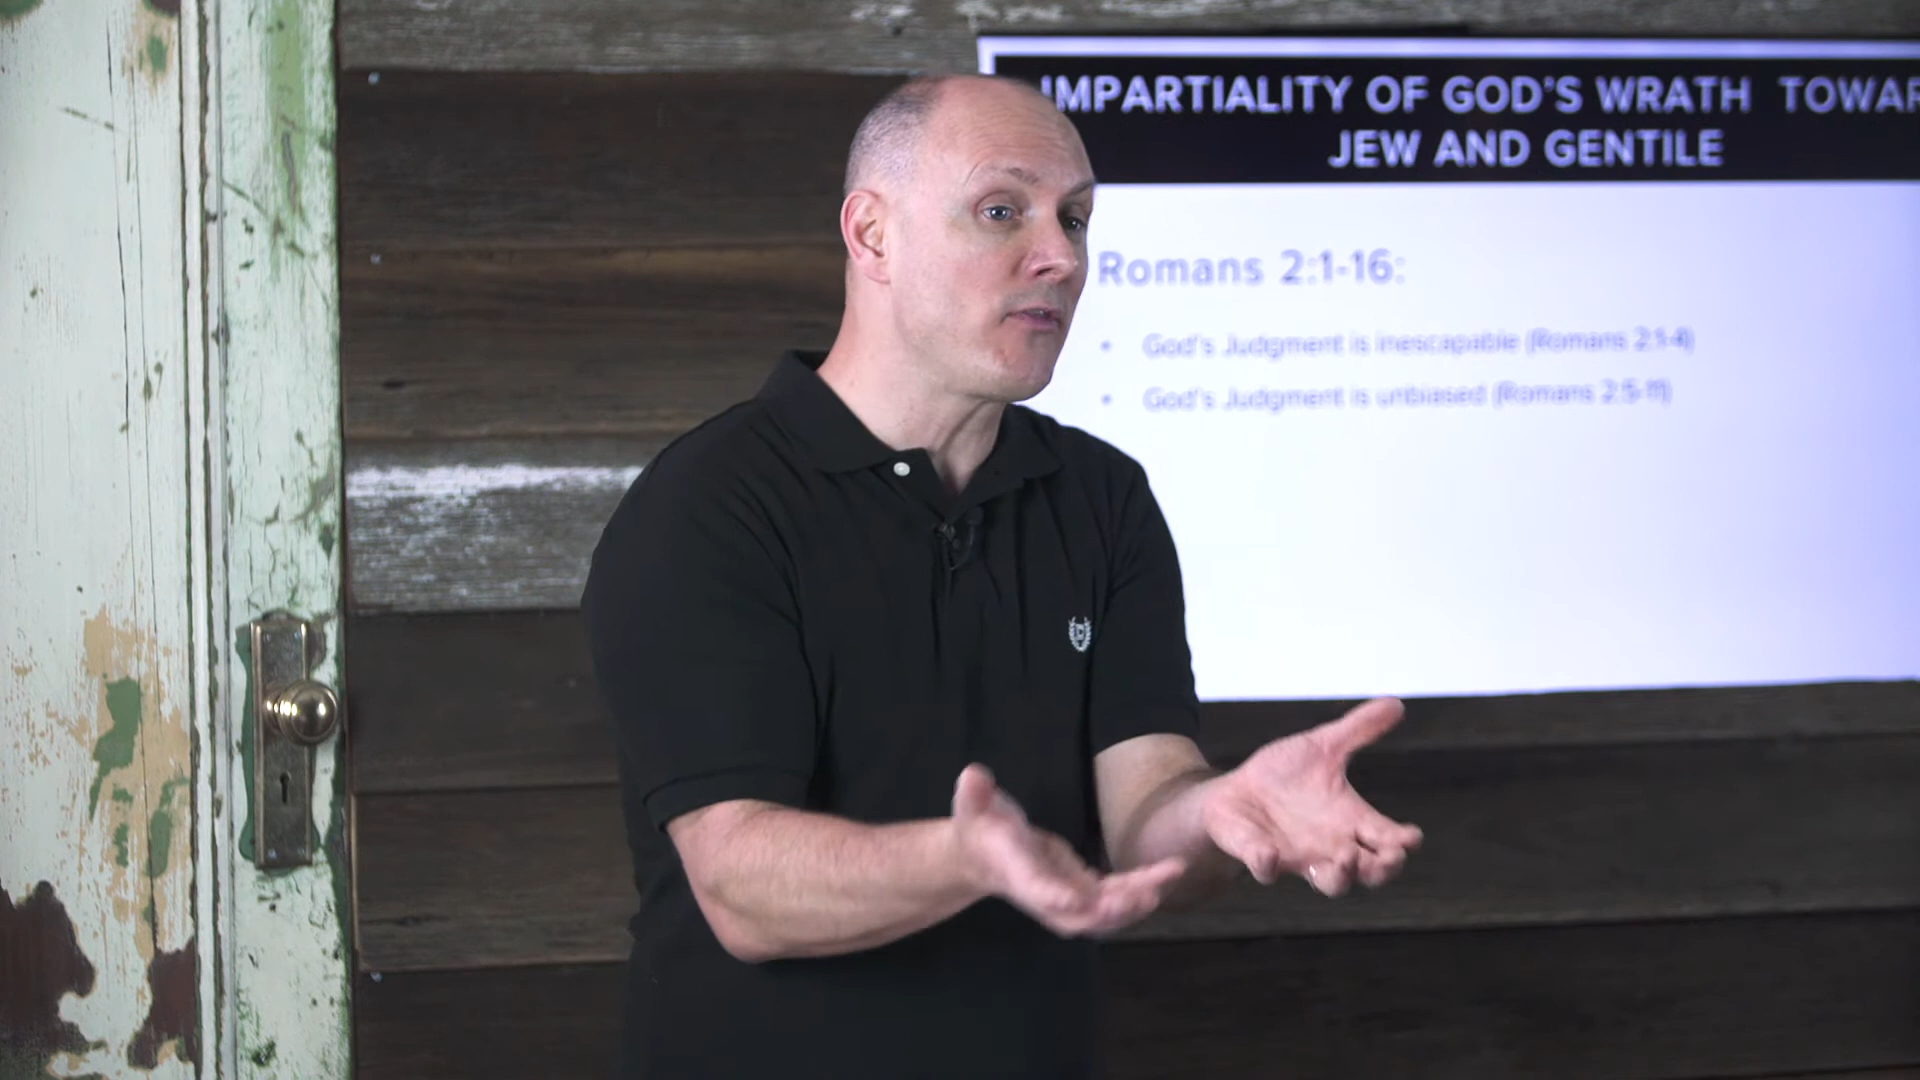 IMPARTIALITY OF GOD'S WRATH TOWAR
JEW AND GENTILE
Romans 2:1-16:
• God's Judgment is inescapable (Romans 2:1-4)
• God's Judgment is unbiased (Romans 2:5-11)